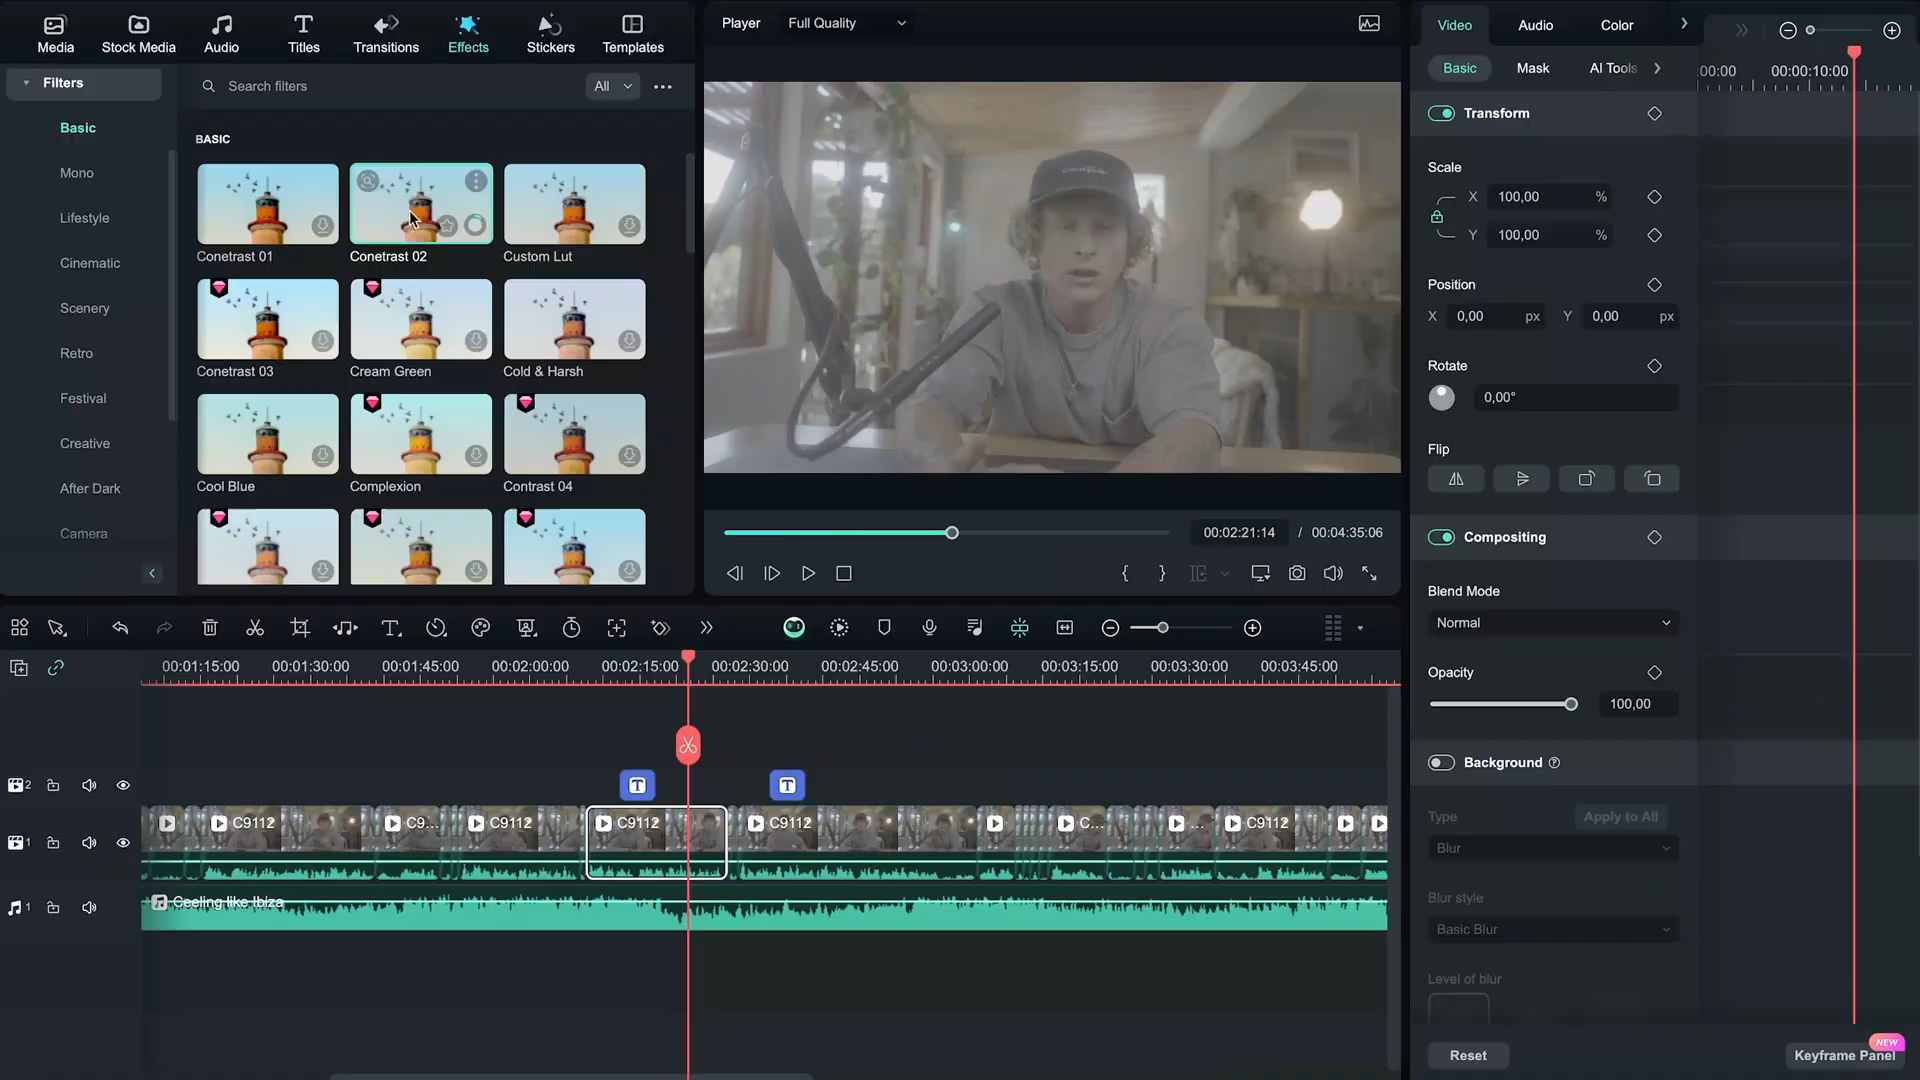 Media
Stock Media
Audio
Titles
Transitions
Effects
Stickers
Templates
Filters
Search filters
All
Basic
Mono
Lifestyle
Cinematic
Scenery
Retro
Festival
Creative
After Dark
Camera
BASIC
Conetrast 01
Conetrast 02
Custom Lut
Conetrast 03
Cream Green
Cold & Harsh
Cool Blue
Complexion
Contrast 04
Player
Full Quality
00:02:21:14 / 00:04:35:06
Video
Audio
Color
Basic
Mask
AI Tools
:00:00
00:00:10:00
Transform
Scale
X 100,00 %
Y 100,00 %
Position
X 0,00 px Y 0,00 px
Rotate
0,00°
Flip
Compositing
Blend Mode
Normal
Opacity
100,00
Background
Type
Apply to All
Blur
Blur style
Basic Blur
Level of blur
Reset
Keyframe Panel
NEW
00:01:15:00 00:01:30:00 00:01:45:00 00:02:00:00 00:02:15:00 00:02:30:00 00:02:45:00 00:03:00:00 00:03:15:00 00:03:30:00 00:03:45:00
T
T
2
1
C9112
C9...
C9112
C9112
C9112
C...
...
C9112
1
Ceeling like Ibiza